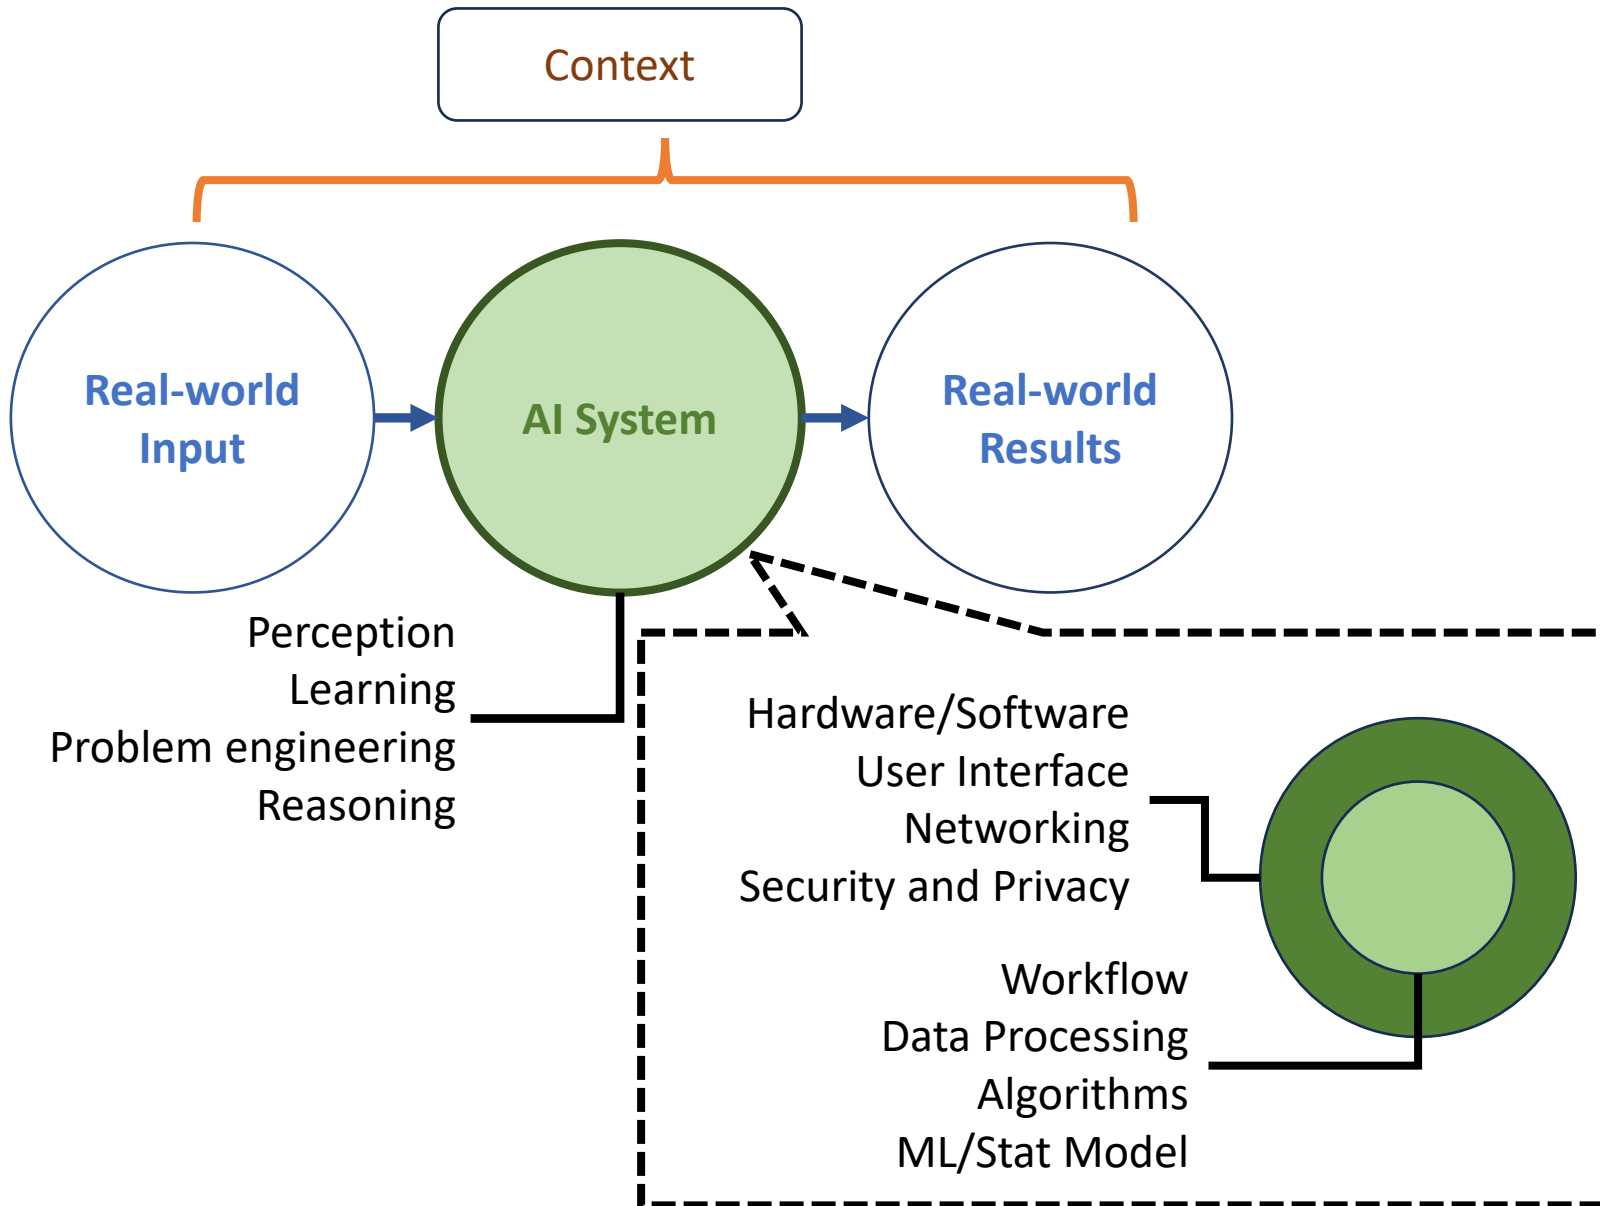 Context
Real-world
Input
AI System
Real-world
Results
Perception
Learning
Problem engineering
Reasoning
Hardware/Software
User Interface
Networking
Security and Privacy
Workflow
Data Processing
Algorithms
ML/Stat Model